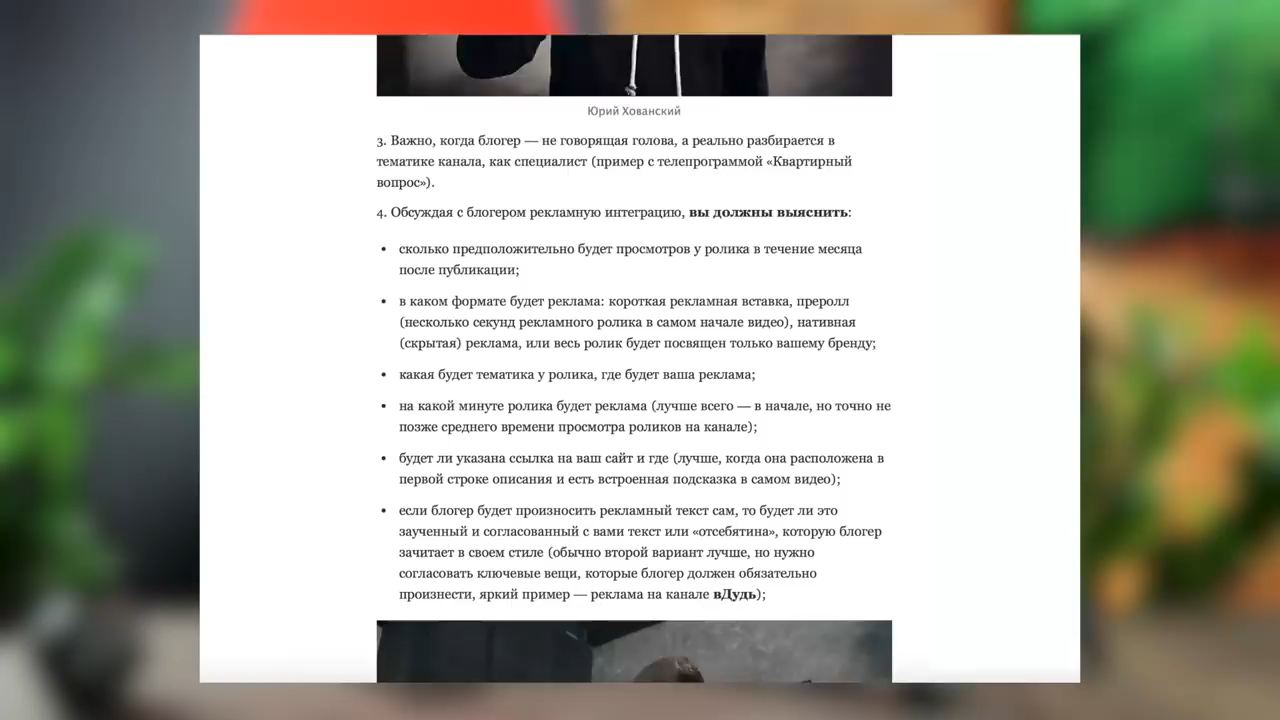 Юрий Хованский
3. Важно, когда блогер — не говорящая голова, а реально разбирается в
тематике канала, как специалист (пример с телепрограммой «Квартирный
вопрос»).
4. Обсуждая с блогером рекламную интеграцию, вы должны выяснить:
• сколько предположительно будет просмотров у ролика в течение месяца
после публикации;
• в каком формате будет реклама: короткая рекламная вставка, преролл
(несколько секунд рекламного ролика в самом начале видео), нативная
(скрытая) реклама, или весь ролик будет посвящен только вашему бренду;
• какая будет тематика у ролика, где будет ваша реклама;
• на какой минуте ролика будет реклама (лучше всего — в начале, но точно не
позже среднего времени просмотра роликов на канале);
• будет ли указана ссылка на ваш сайт и где (лучше, когда она расположена в
первой строке описания и есть встроенная подсказка в самом видео);
• если блогер будет произносить рекламный текст сам, то будет ли это
заученный и согласованный с вами текст или «отсебятина», которую блогер
зачитает в своем стиле (обычно второй вариант лучше, но нужно
согласовать ключевые вещи, которые блогер должен обязательно
произнести, яркий пример — реклама на канале вДудь);